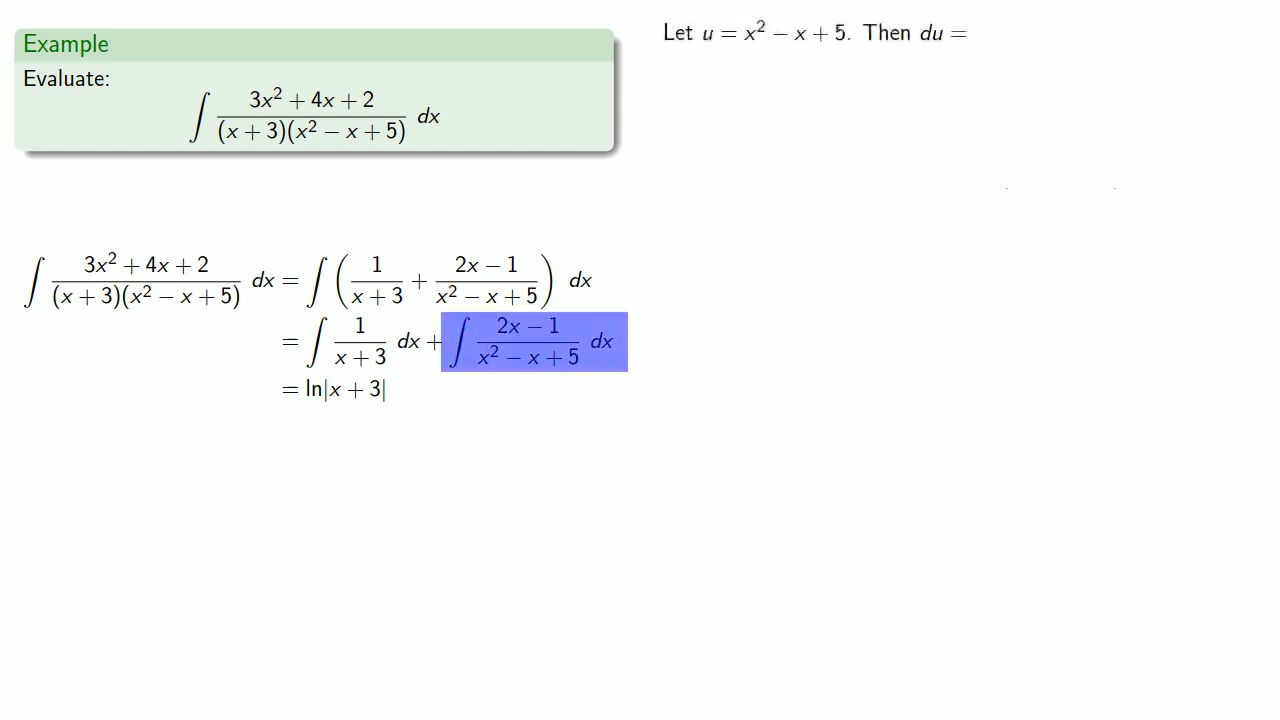 Example
Evaluate:
∫ (3x² + 4x + 2) / ((x + 3)(x² − x + 5)) dx
Let u = x² − x + 5. Then du =
∫ (3x² + 4x + 2) / ((x + 3)(x² − x + 5)) dx = ∫ (1 / (x + 3) + (2x − 1) / (x² − x + 5)) dx
= ∫ 1 / (x + 3) dx + ∫ (2x − 1) / (x² − x + 5) dx
= ln|x + 3|